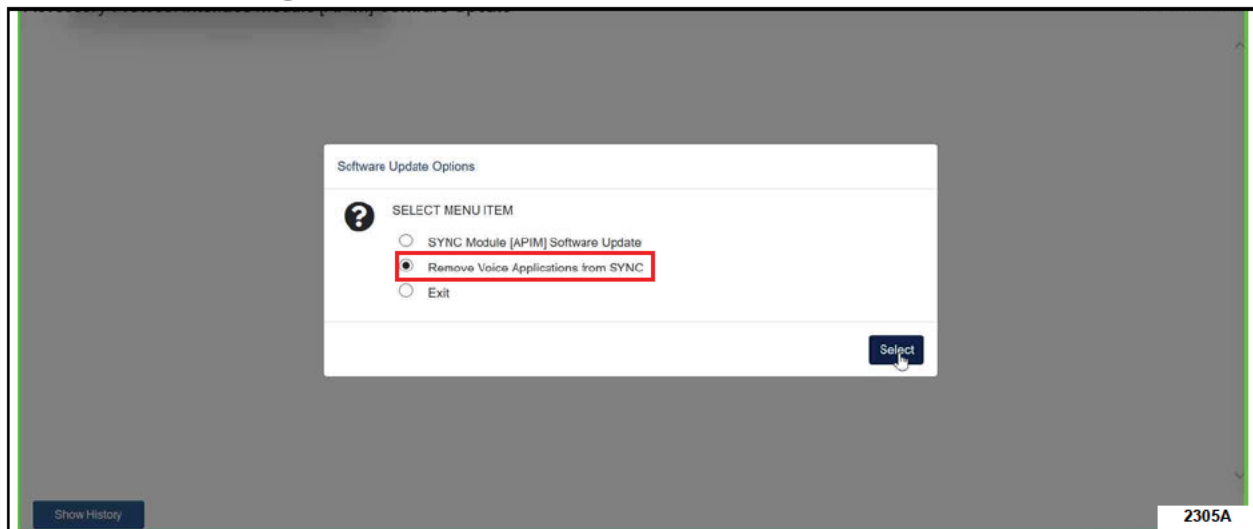 Software Update Options
SELECT MENU ITEM
SYNC Module [APIM] Software Update
Remove Voice Applications from SYNC
Exit
Select
Show History
2305A